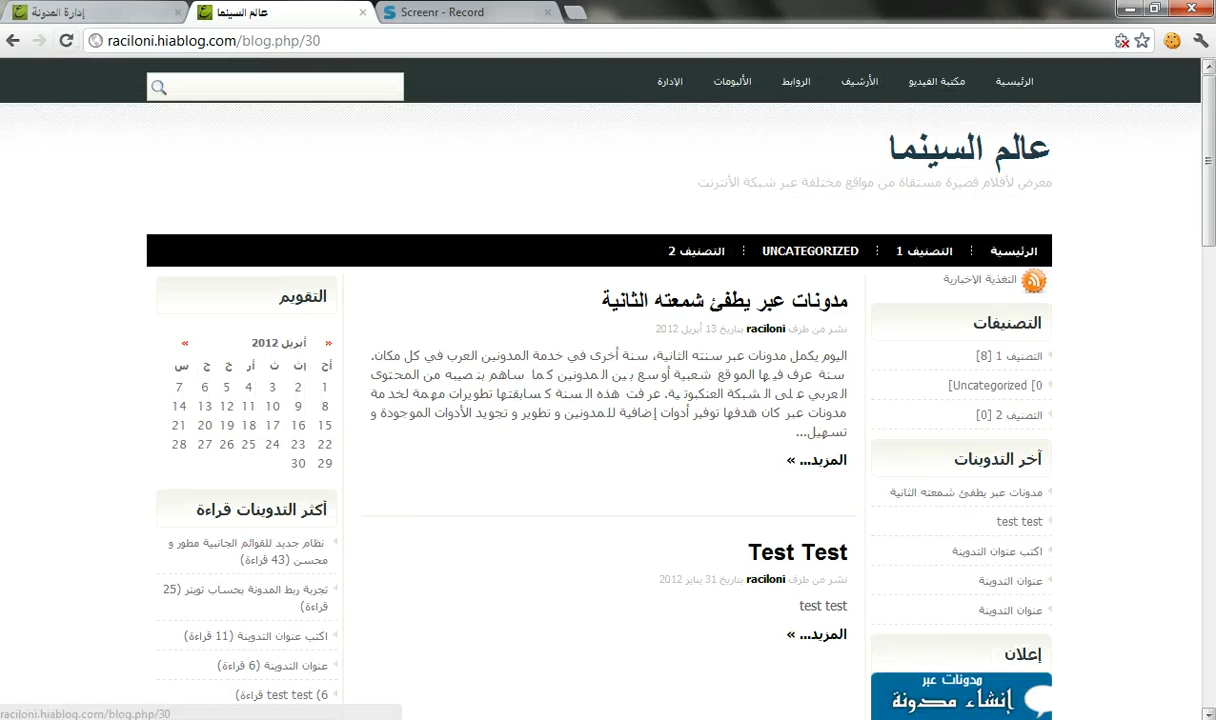 إدارة المدونة
عالم السينما
Screenr - Record
raciloni.hiablog.com/blog.php/30
الرئيسية
مكتبة الفيديو
الأرشيف
الروابط
الألبومات
الإدارة
عالم السينما
معرض لأفلام قصيرة مستقاة من مواقع مختلفة عبر شبكة الأنترنت
الرئيسية
التصنيف 1
UNCATEGORIZED
التصنيف 2
التغذية الإخبارية
التصنيفات
التصنيف 1 [8]
Uncategorized [0]
التصنيف 2 [0]
آخر التدوينات
مدونات عبر يطفئ شمعته الثانية
test test
اكتب عنوان التدوينة
عنوان التدوينة
عنوان التدوينة
إعلان
مدونات عبر
إنشاء مدونة
مدونات عبر يطفئ شمعته الثانية
نشر من طرف raciloni بتاريخ 13 أبريل 2012
اليوم يكمل مدونات عبر سنته الثانية، سنة أخرى في خدمة المدونين العرب في كل مكان.
سنة عرف فيها الموقع شعبية أوسع بين المدونين كما ساهم بنصيبه من المحتوى
العربي على الشبكة العنكبوتية. عرفت هذه السنة كسابقتها تطويرات مهمة لخدمة
مدونات عبر كان هدفها توفير أدوات إضافية للمدونين و تطوير و تجويد الأدوات الموجودة و
تسهيل...
المزيد... »
Test Test
نشر من طرف raciloni بتاريخ 31 يناير 2012
test test
المزيد... »
التقويم
» أبريل 2012 «
أح إث ث أر خ ج س
1 2 3 4 5 6 7
8 9 10 11 12 13 14
15 16 17 18 19 20 21
22 23 24 25 26 27 28
29 30
أكثر التدوينات قراءة
نظام جديد للقوائم الجانبية مطور و
محسن (43 قراءة)
تجربة ربط المدونة بحساب تويتر (25
قراءة)
اكتب عنوان التدوينة (11 قراءة)
عنوان التدوينة (6 قراءة)
test test (6 قراءة)
raciloni.hiablog.com/blog.php/30